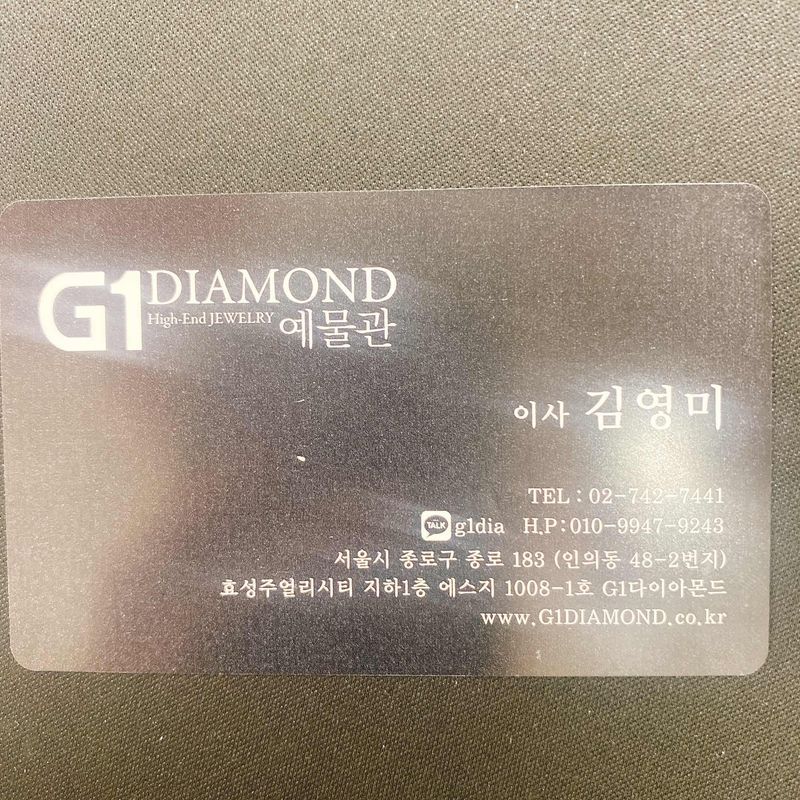 G1 DIAMOND
High-End JEWELRY 예물관
이사 김영미
TEL : 02-742-7441
TALK g1dia H.P:010-9947-9243
서울시 종로구 종로 183 (인의동 48-2번지)
효성주얼리시티 지하1층 에스지 1008-1호 G1다이아몬드
www.G1DIAMOND.co.kr